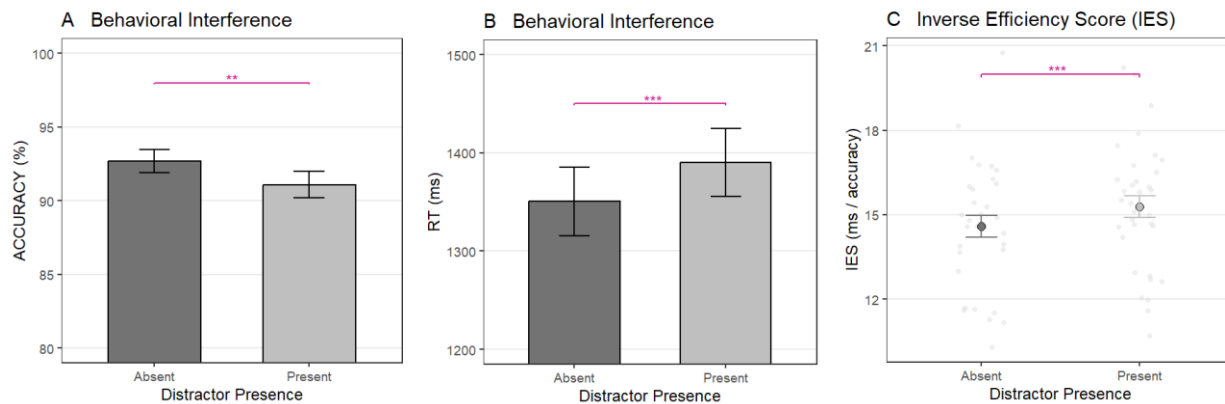 A Behavioral Interference
ACCURACY (%)
100
95
90
85
80
**
Absent
Present
Distractor Presence
B Behavioral Interference
RT (ms)
1500
1400
1300
1200
***
Absent
Present
Distractor Presence
C Inverse Efficiency Score (IES)
IES (ms / accuracy)
21
18
15
12
***
Absent
Present
Distractor Presence